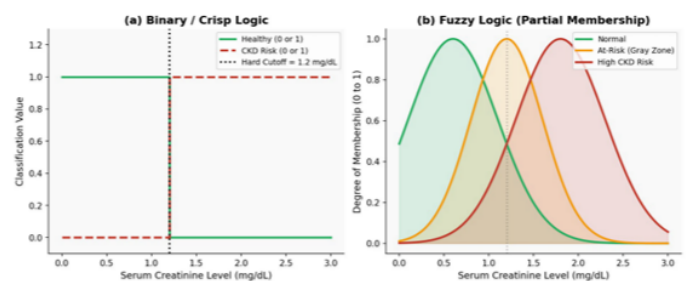 (a) Binary / Crisp Logic
Healthy (0 or 1)
CKD Risk (0 or 1)
Hard Cutoff = 1.2 mg/dL
Classification Value
1.2
1.0
0.8
0.6
0.4
0.2
0.0
0.0 0.5 1.0 1.5 2.0 2.5 3.0
Serum Creatinine Level (mg/dL)
(b) Fuzzy Logic (Partial Membership)
Normal
At-Risk (Gray Zone)
High CKD Risk
Degree of Membership (0 to 1)
1.0
0.8
0.6
0.4
0.2
0.0
0.0 0.5 1.0 1.5 2.0 2.5 3.0
Serum Creatinine Level (mg/dL)